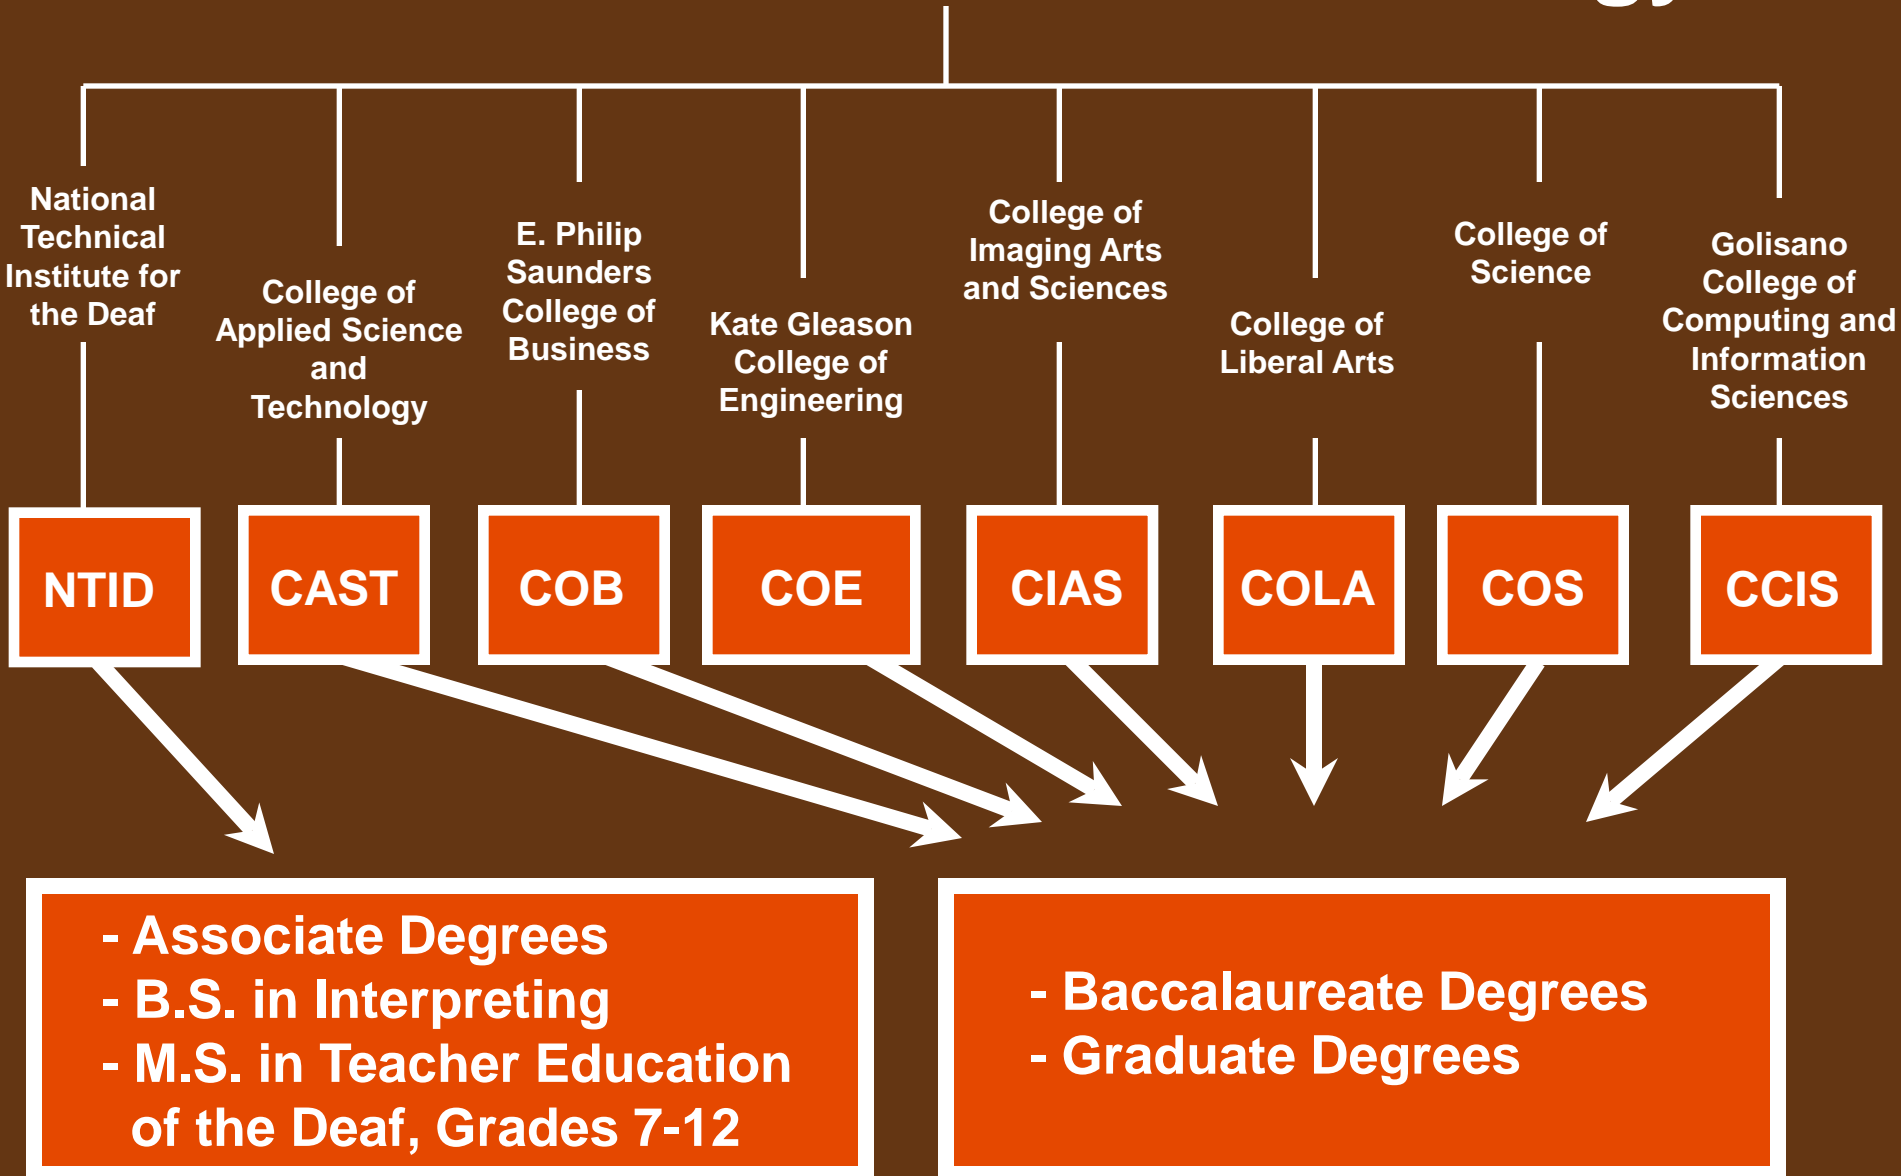 National
Technical
Institute for
the Deaf
College of
Applied Science
and
Technology
E. Philip
Saunders
College of
Business
Kate Gleason
College of
Engineering
College of
Imaging Arts
and Sciences
College of
Liberal Arts
College of
Science
Golisano
College of
Computing and
Information
Sciences
NTID
CAST
COB
COE
CIAS
COLA
COS
CCIS
- Associate Degrees
- B.S. in Interpreting
- M.S. in Teacher Education
of the Deaf, Grades 7-12
- Baccalaureate Degrees
- Graduate Degrees